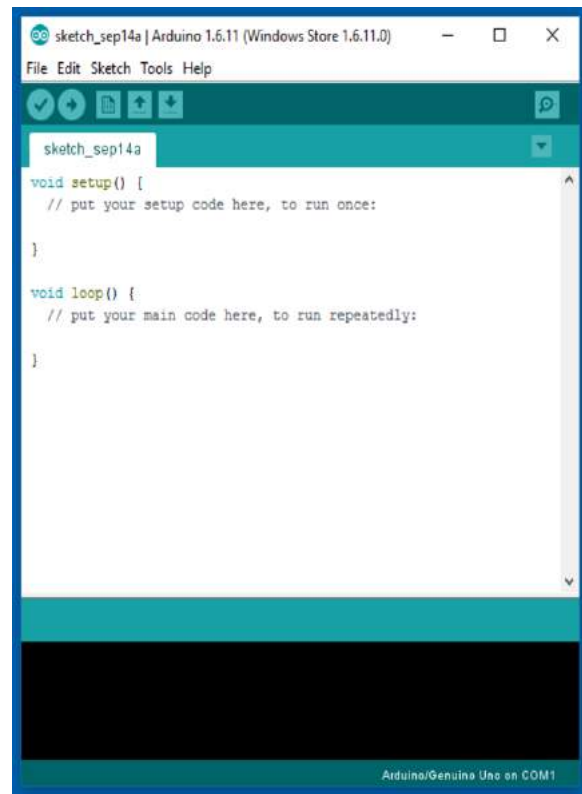 sketch_sep14a | Arduino 1.6.11 (Windows Store 1.6.11.0)
File Edit Sketch Tools Help
sketch_sep14a
void setup() {
  // put your setup code here, to run once:
}
void loop() {
  // put your main code here, to run repeatedly:
}
Arduino/Genuino Uno on COM1